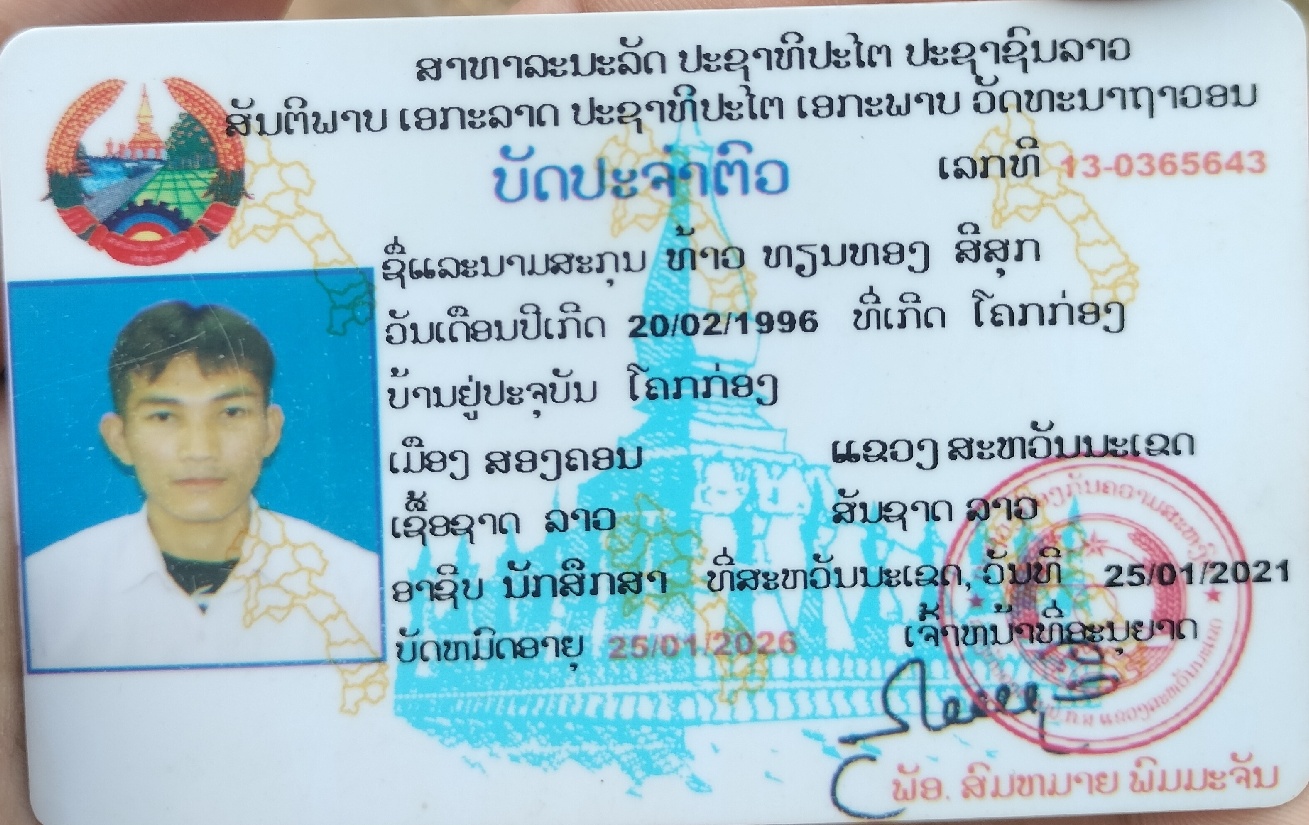 ສາທາລະນະລັດ ປະຊາທິປະໄຕ ປະຊາຊົນລາວ
ສັນຕິພາບ ເອກະລາດ ປະຊາທິປະໄຕ ເອກະພາບ ວັດທະນາຖາວອນ
ບັດປະຈຳຕົວ
ເລກທີ 13-0365643
ຊື່ແລະນາມສະກຸນ ທ້າວ ທຽນທອງ ສີສຸກ
ວັນເດືອນປີເກີດ 20/02/1996 ທີ່ເກີດ ໂຄກກ່ອງ
ບ້ານຢູ່ປະຈຸບັນ ໂຄກກ່ອງ
ເມືອງ ສອງຄອນ ແຂວງ ສະຫວັນນະເຂດ
ເຊື້ອຊາດ ລາວ ສັນຊາດ ລາວ
ອາຊີບ ນັກສຶກສາ ທີ່ສະຫວັນນະເຂດ, ວັນທີ 25/01/2021
ບັດຫມົດອາຍຸ 25/01/2026 ເຈົ້າຫນ້າທີ່ອະນຸຍາດ
ພັອ. ສົມຫມາຍ ພົມມະຈັນ